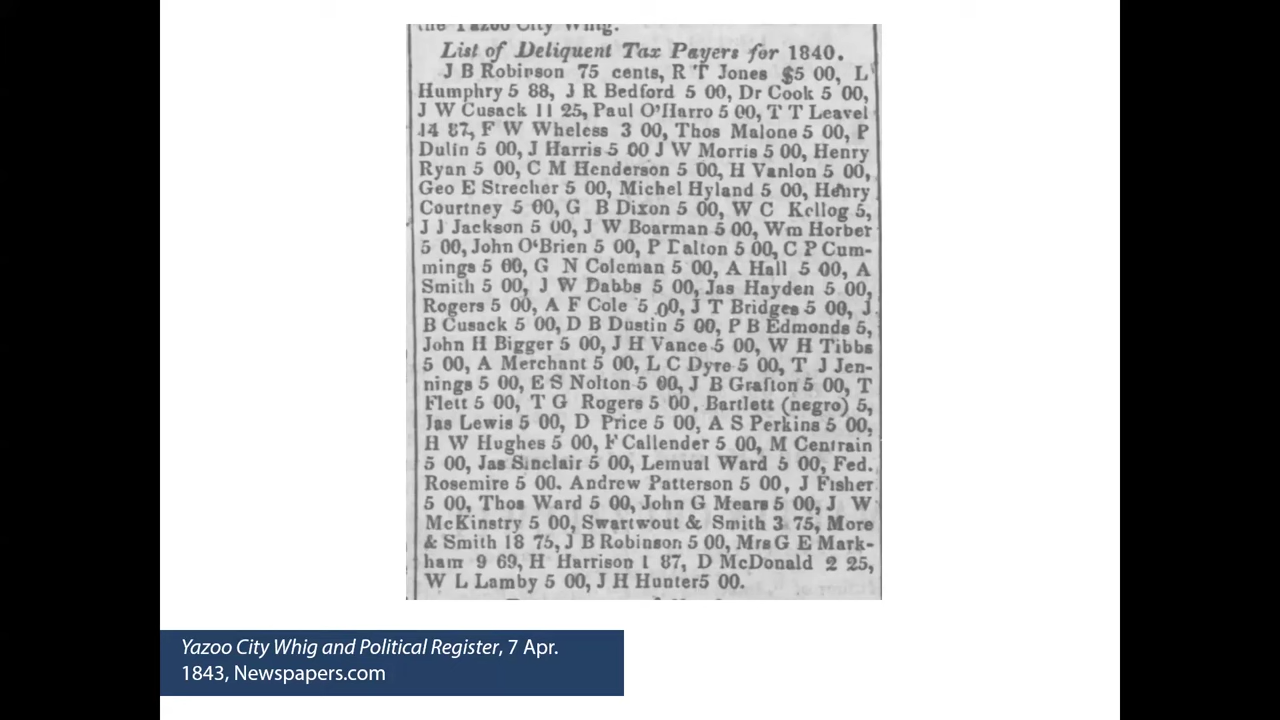 the Yazoo City Whig.
List of Deliquent Tax Payers for 1840.
J B Robinson 75 cents, R T Jones $5 00, L
Humphry 5 88, J R Bedford 5 00, Dr Cook 5 00,
J W Cusack 11 25, Paul O'Harro 5 00, T T Leavel
14 87, F W Wheless 3 00, Thos Malone 5 00, P
Dulin 5 00, J Harris 5 00 J W Morris 5 00, Henry
Ryan 5 00, C M Henderson 5 00, H Vanlon 5 00,
Geo E Strecher 5 00, Michel Hyland 5 00, Henry
Courtney 5 00, G B Dixon 5 00, W C Kellog 5,
J J Jackson 5 00, J W Boarman 5 00, Wm Horber
5 00, John O'Brien 5 00, P Dalton 5 00, C P Cum-
mings 5 00, G N Coleman 5 00, A Hall 5 00, A
Smith 5 00, J W Dabbs 5 00, Jas Hayden 5 00,
Rogers 5 00, A F Cole 5 00, J T Bridges 5 00, J
B Cusack 5 00, D B Dustin 5 00, P B Edmonds 5,
John H Bigger 5 00, J H Vance 5 00, W H Tibbs
5 00, A Merchant 5 00, L C Dyre 5 00, T J Jen-
nings 5 00, E S Nolton 5 00, J B Grafton 5 00, T
Flett 5 00, T G Rogers 5 00, Bartlett (negro) 5,
Jas Lewis 5 00, D Price 5 00, A S Perkins 5 00,
H W Hughes 5 00, F Callender 5 00, M Centrain
5 00, Jas Sinclair 5 00, Lemual Ward 5 00, Fed.
Rosemire 5 00. Andrew Patterson 5 00, J Fisher
5 00, Thos Ward 5 00, John G Mears 5 00, J W
McKinstry 5 00, Swartwout & Smith 3 75, More
& Smith 18 75, J B Robinson 5 00, Mrs G E Mark-
ham 9 69, H Harrison 1 87, D McDonald 2 25,
W L Lamby 5 00, J H Hunter 5 00.
Yazoo City Whig and Political Register, 7 Apr.
1843, Newspapers.com